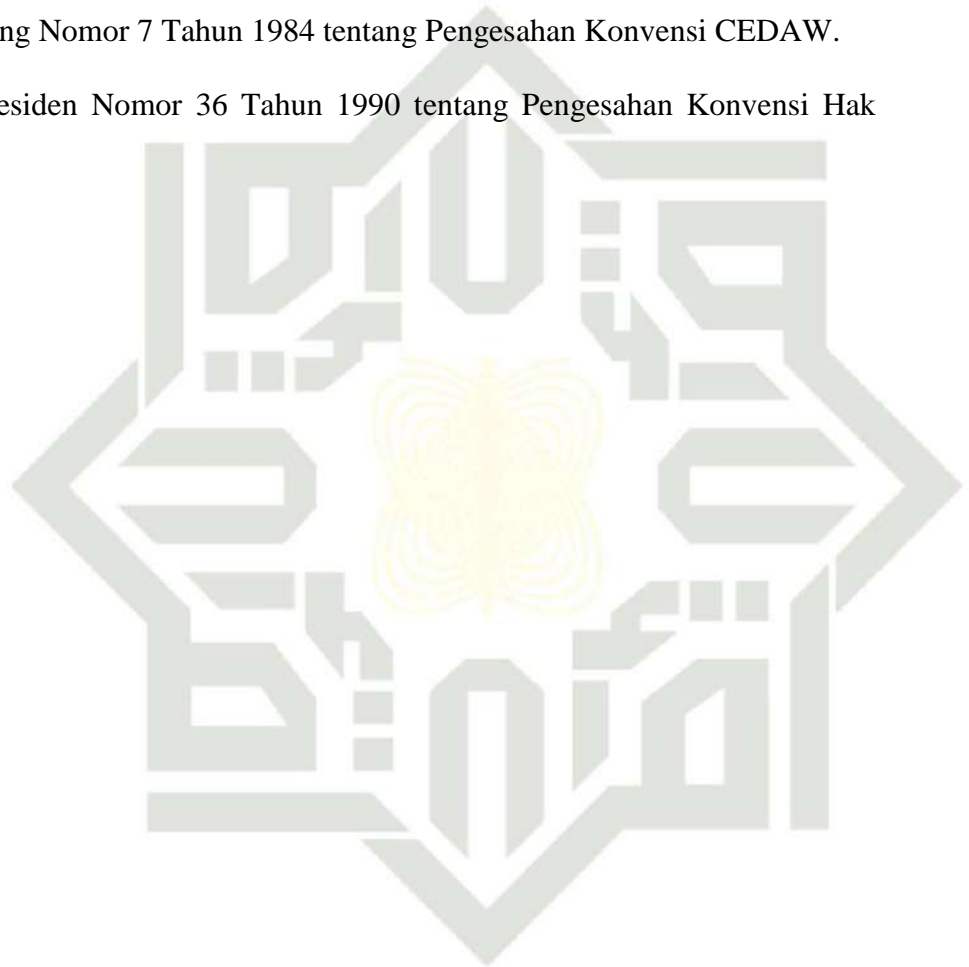 ng Nomor 7 Tahun 1984 tentang Pengesahan Konvensi CEDAW.
esiden Nomor 36 Tahun 1990 tentang Pengesahan Konvensi Hak